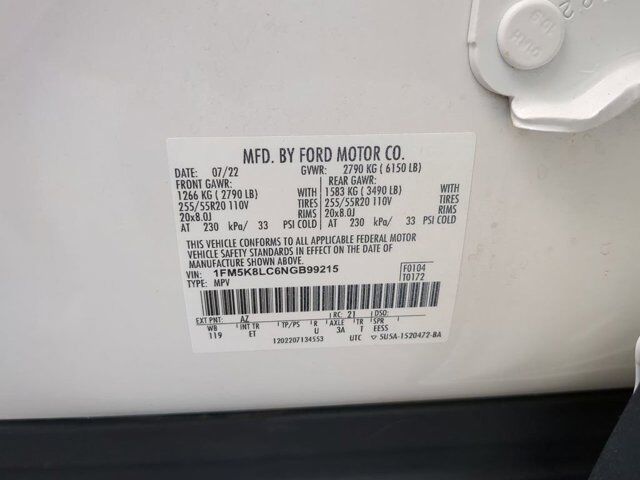 MFD. BY FORD MOTOR CO.
DATE: 07/22 GVWR: 2790 KG ( 6150 LB)
FRONT GAWR: REAR GAWR:
1266 KG ( 2790 LB) WITH 1583 KG ( 3490 LB) WITH
255/55R20 110V TIRES 255/55R20 110V TIRES
20x8.0J RIMS 20x8.0J RIMS
AT 230 kPa/ 33 PSI COLD AT 230 kPa/ 33 PSI COLD
THIS VEHICLE CONFORMS TO ALL APPLICABLE FEDERAL MOTOR
VEHICLE SAFETY STANDARDS IN EFFECT ON THE DATE OF
MANUFACTURE SHOWN ABOVE.
VIN: 1FM5K8LC6NGB99215 F0104
TYPE: MPV T0172
EXT PNT: AZ RC: 21 DSO:
WB INT TR TP/PS R AXLE TR SPR
119 ET U 3A T EESS
1202207134553 UTC 5U5A-1520472-BA